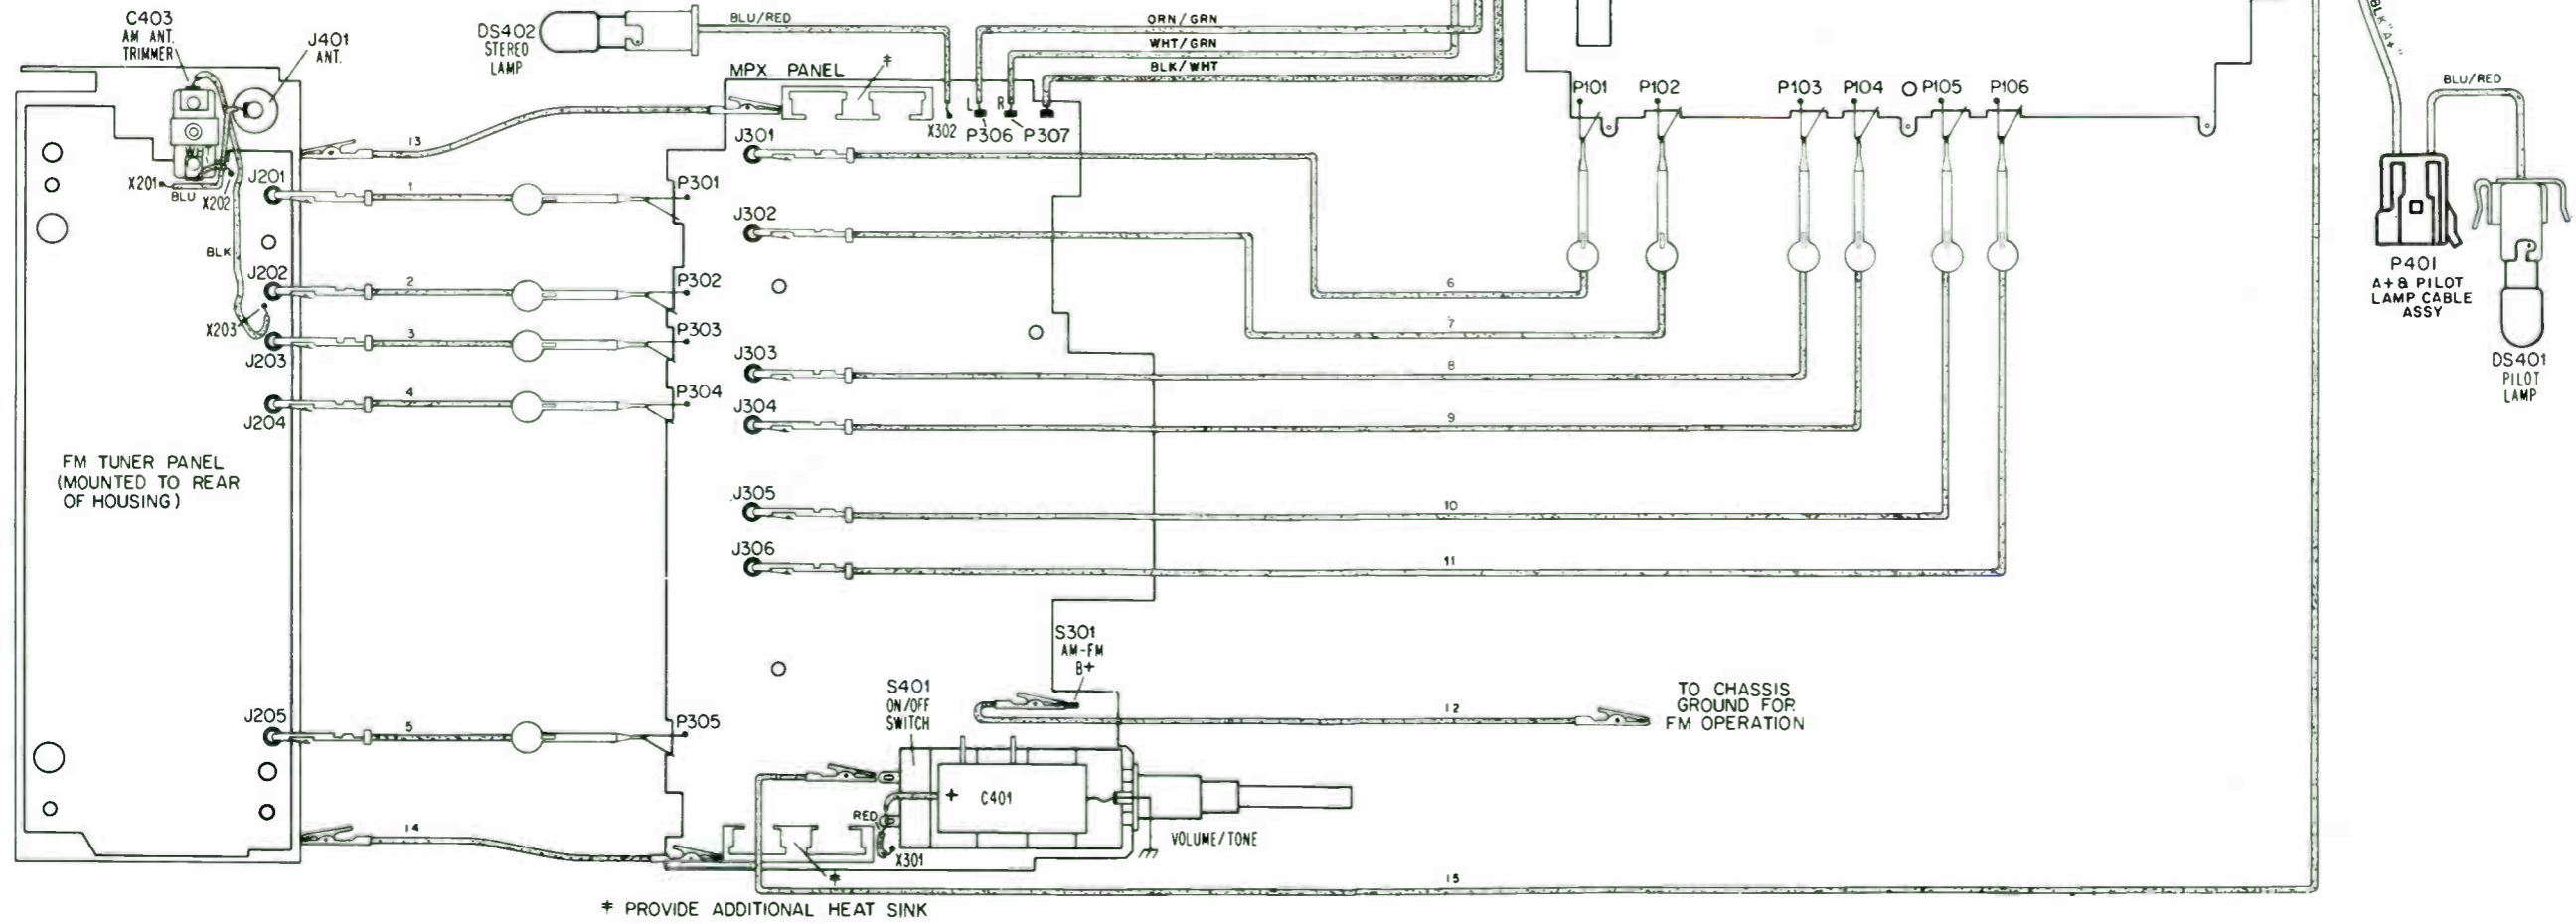 C403
AM ANT.
TRIMMER
J401
ANT.
DS402
STEREO
LAMP
BLU/RED
ORN/GRN
WHT/GRN
BLK/WHT
BLK "A+"
MPX PANEL
*
L
R
X302
P306
P307
P101
P102
P103
P104
P105
P106
BLU/RED
P401
A+ & PILOT
LAMP CABLE
ASSY
DS401
PILOT
LAMP
13
X201
BLU
X202
BLK
X203
J201
1
P301
J202
2
P302
J203
3
P303
J204
4
P304
J205
5
P305
14
FM TUNER PANEL
(MOUNTED TO REAR
OF HOUSING)
J301
6
J302
7
J303
8
J304
9
J305
10
J306
11
S301
AM-FM
B+
12
TO CHASSIS
GROUND FOR
FM OPERATION
S401
ON/OFF
SWITCH
+
C401
RED
X301
VOLUME/TONE
15
*
* PROVIDE ADDITIONAL HEAT SINK